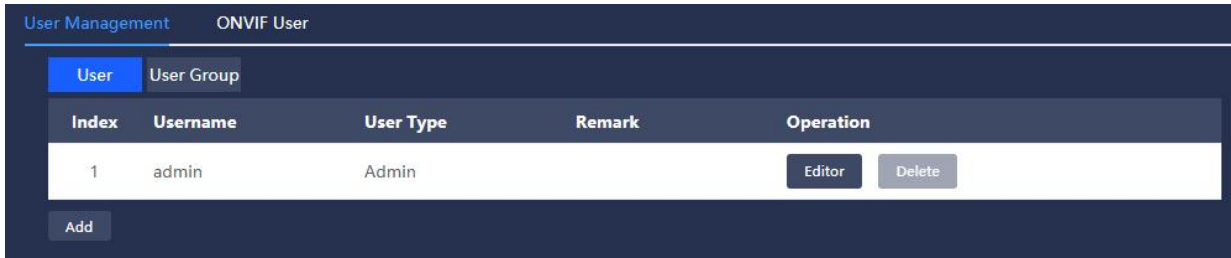 User Management ONVIF User
User User Group
Index Username User Type Remark Operation
1 admin Admin Editor Delete
Add